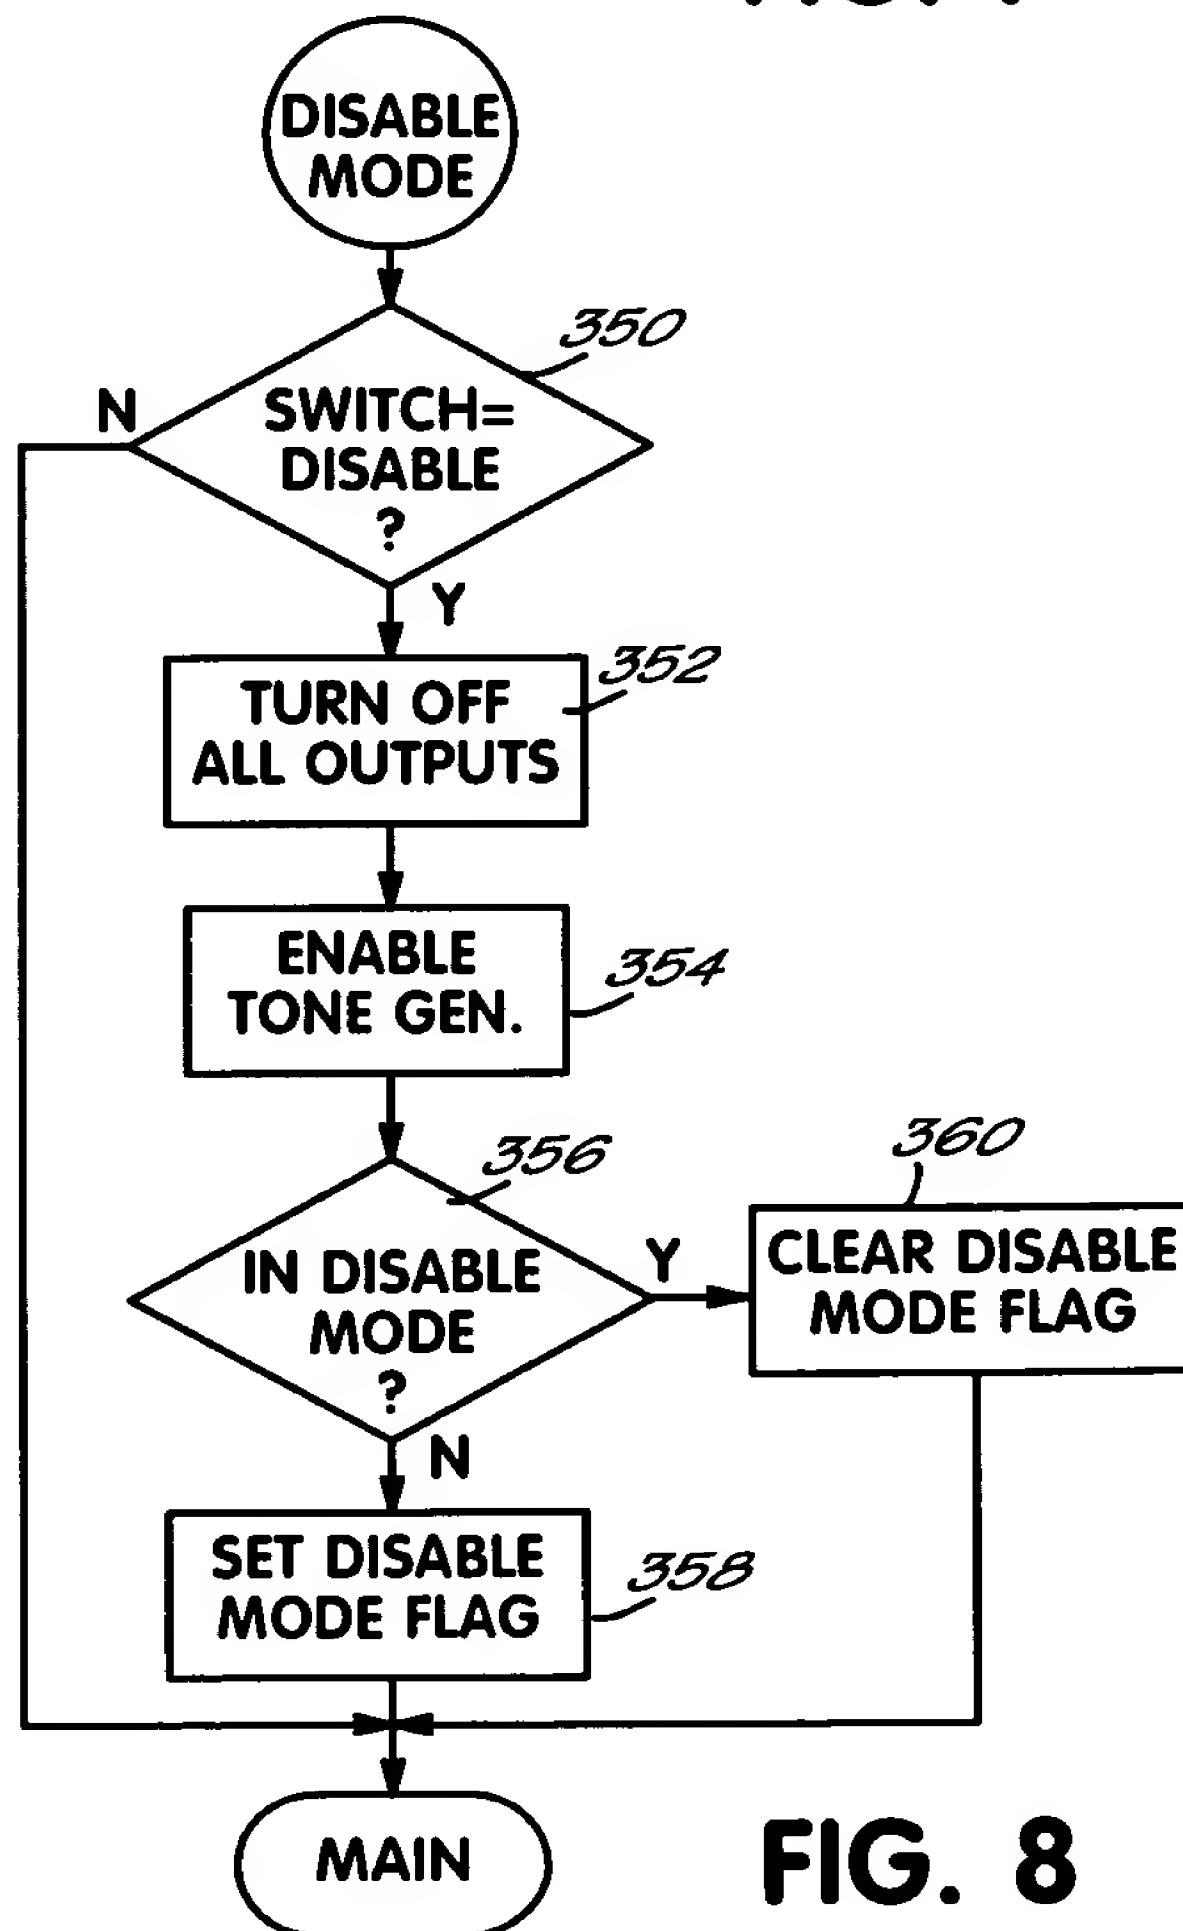 DISABLE
MODE
350
N
SWITCH=
DISABLE
?
Y
352
TURN OFF
ALL OUTPUTS
ENABLE
TONE GEN.
354
356
360
IN DISABLE
MODE
?
Y
CLEAR DISABLE
MODE FLAG
N
SET DISABLE
MODE FLAG
358
MAIN
FIG. 8